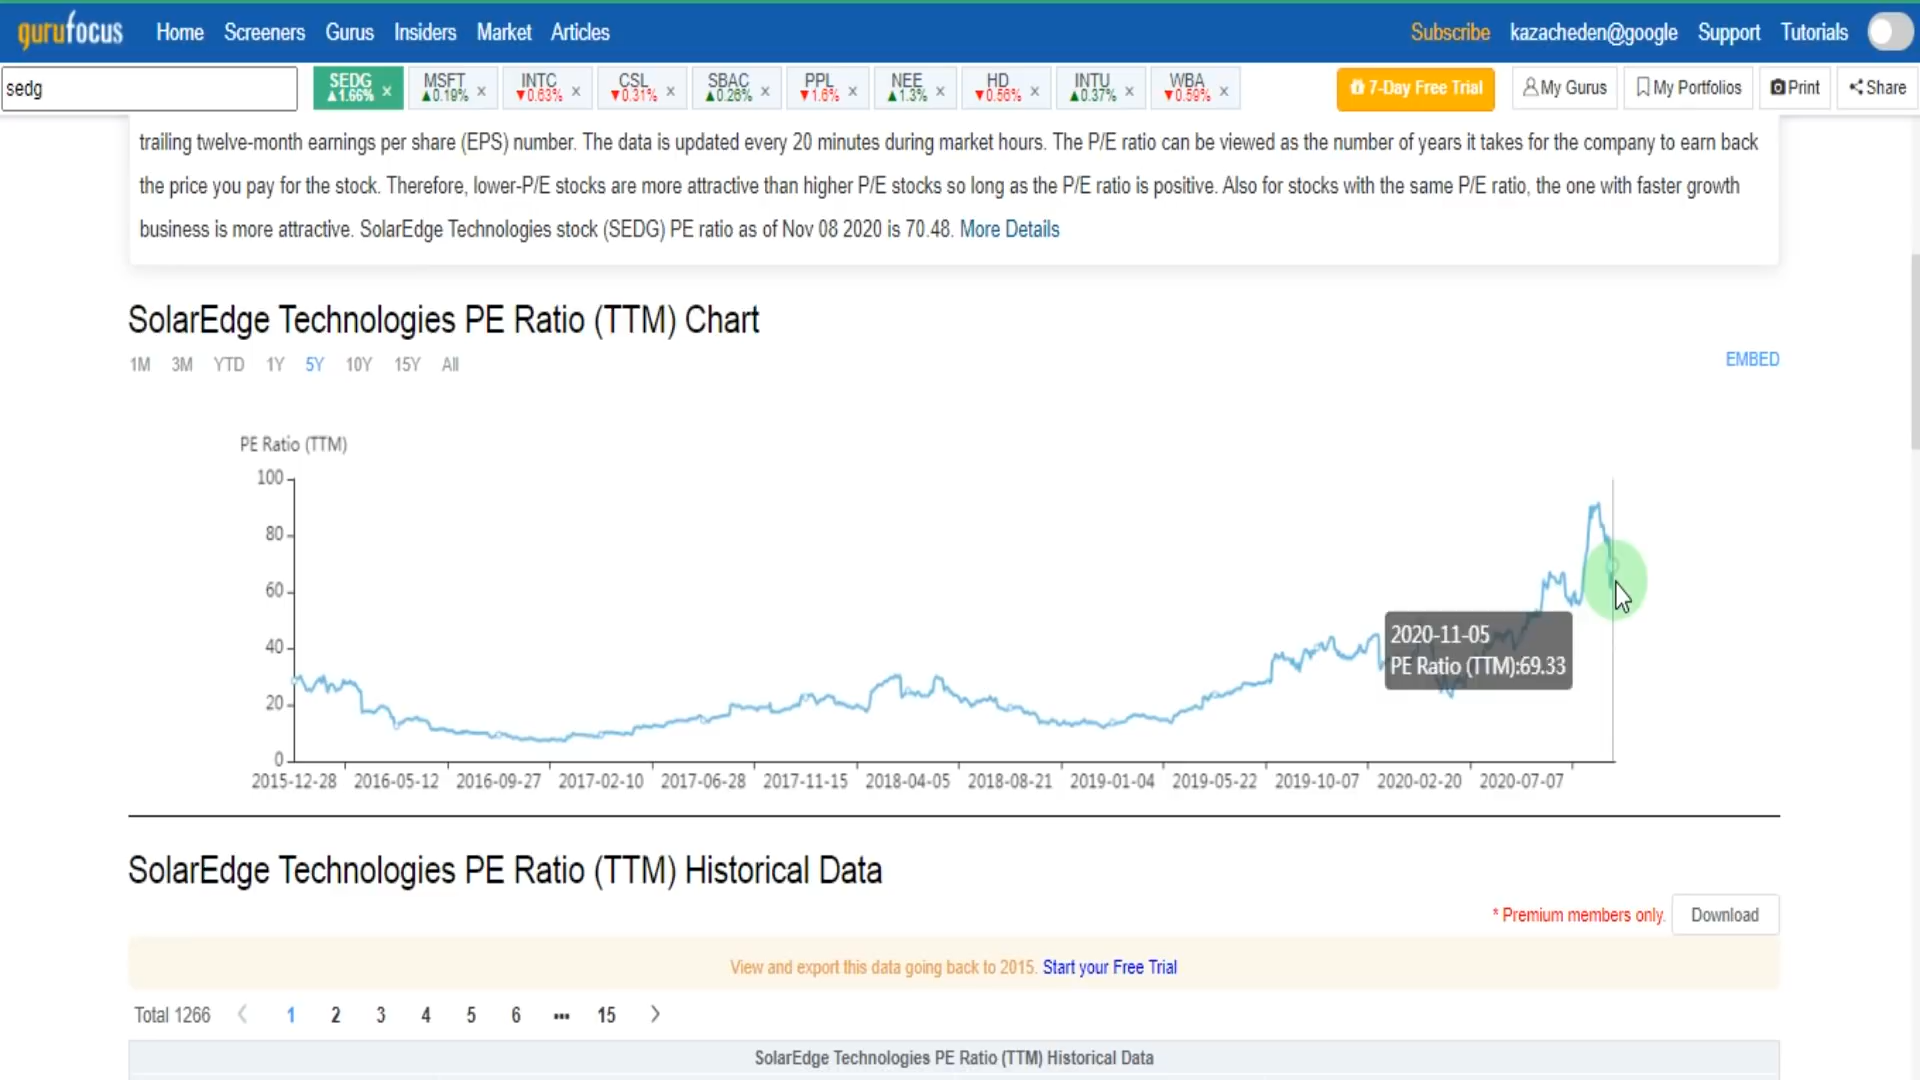 gurufocus Home Screeners Gurus Insiders Market Articles Subscribe kazacheden@google Support Tutorials
sedg SEDG ▲1.66% × MSFT ▲0.19% × INTC ▼0.63% × CSL ▼0.31% × SBAC ▲0.26% × PPL ▼1.6% × NEE ▲1.3% × HD ▼0.56% × INTU ▲0.37% × WBA ▼0.59% × 7-Day Free Trial My Gurus My Portfolios Print Share
trailing twelve-month earnings per share (EPS) number. The data is updated every 20 minutes during market hours. The P/E ratio can be viewed as the number of years it takes for the company to earn back
the price you pay for the stock. Therefore, lower-P/E stocks are more attractive than higher P/E stocks so long as the P/E ratio is positive. Also for stocks with the same P/E ratio, the one with faster growth
business is more attractive. SolarEdge Technologies stock (SEDG) PE ratio as of Nov 08 2020 is 70.48. More Details
SolarEdge Technologies PE Ratio (TTM) Chart
1M 3M YTD 1Y 5Y 10Y 15Y All EMBED
PE Ratio (TTM)
100
80
60
40
20
0
2020-11-05
PE Ratio (TTM):69.33
2015-12-28 2016-05-12 2016-09-27 2017-02-10 2017-06-28 2017-11-15 2018-04-05 2018-08-21 2019-01-04 2019-05-22 2019-10-07 2020-02-20 2020-07-07
SolarEdge Technologies PE Ratio (TTM) Historical Data
* Premium members only. Download
View and export this data going back to 2015. Start your Free Trial
Total 1266 1 2 3 4 5 6 ••• 15
SolarEdge Technologies PE Ratio (TTM) Historical Data